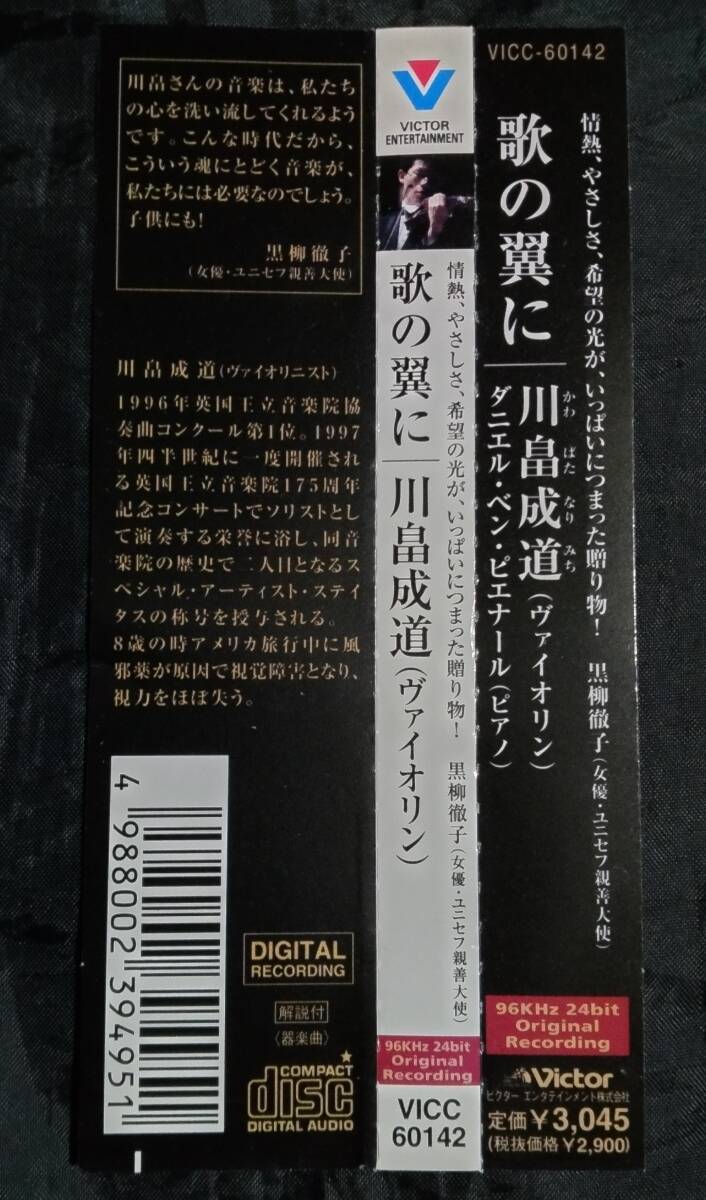 川畠さんの音楽は、私たち
の心を洗い流してくれるよう
です。こんな時代だから、
こういう魂にとどく音楽が、
私たちには必要なのでしょう。
子供にも!
黒柳徹子
(女優・ユニセフ親善大使)
川畠成道(ヴァイオリニスト)
1996年英国王立音楽院協
奏曲コンクール第1位。1997
年四半世紀に一度開催され
る英国王立音楽院175周年
記念コンサートでソリストとし
て演奏する栄誉に浴し、同音
楽院の歴史で二人目となるス
ペシャル・アーティスト・ステイ
タスの称号を授与される。
8歳の時アメリカ旅行中に風
邪薬が原因で視覚障害となり、
視力をほぼ失う。
4 988002 394951
DIGITAL
RECORDING
解説付
〈器楽曲〉
COMPACT
disc
DIGITAL AUDIO
VICTOR
ENTERTAINMENT
情熱、やさしさ、希望の光が、いっぱいにつまった贈り物! 黒柳徹子(女優・ユニセフ親善大使)
歌の翼に 川畠成道(ヴァイオリン)
96KHz 24bit
Original
Recording
VICC
60142
VICC-60142
情熱、やさしさ、希望の光が、いっぱいにつまった贈り物! 黒柳徹子(女優・ユニセフ親善大使)
歌の翼に
かわ ばた なり みち
川畠成道(ヴァイオリン)
ダニエル・ベン・ピエナール(ピアノ)
96KHz 24bit
Original
Recording
Victor
ビクター エンタテインメント株式会社
定価¥3,045
(税抜価格¥2,900)